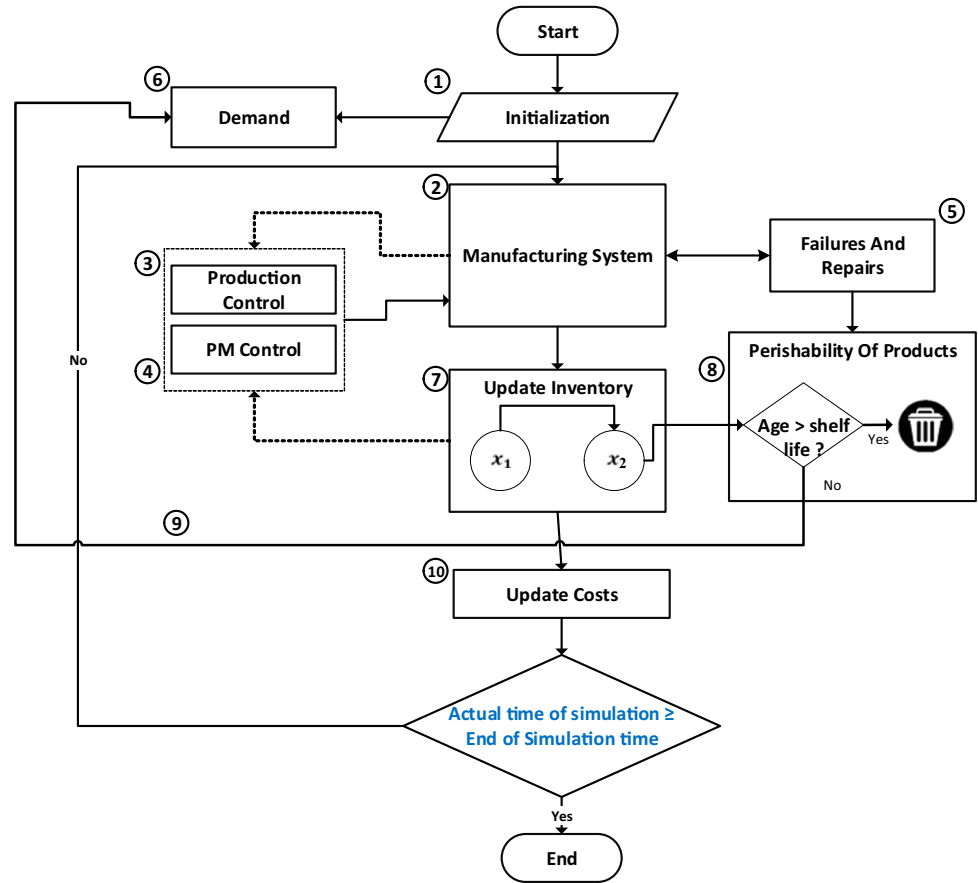 Start
6
1
Demand
Initialization
2
5
Manufacturing System
Failures And
Repairs
3
Production
Control
4
PM Control
No
7
Update Inventory
x₁
x₂
8
Perishability Of Products
Age > shelf
life ?
Yes
No
9
10
Update Costs
Actual time of simulation ≥
End of Simulation time
Yes
End